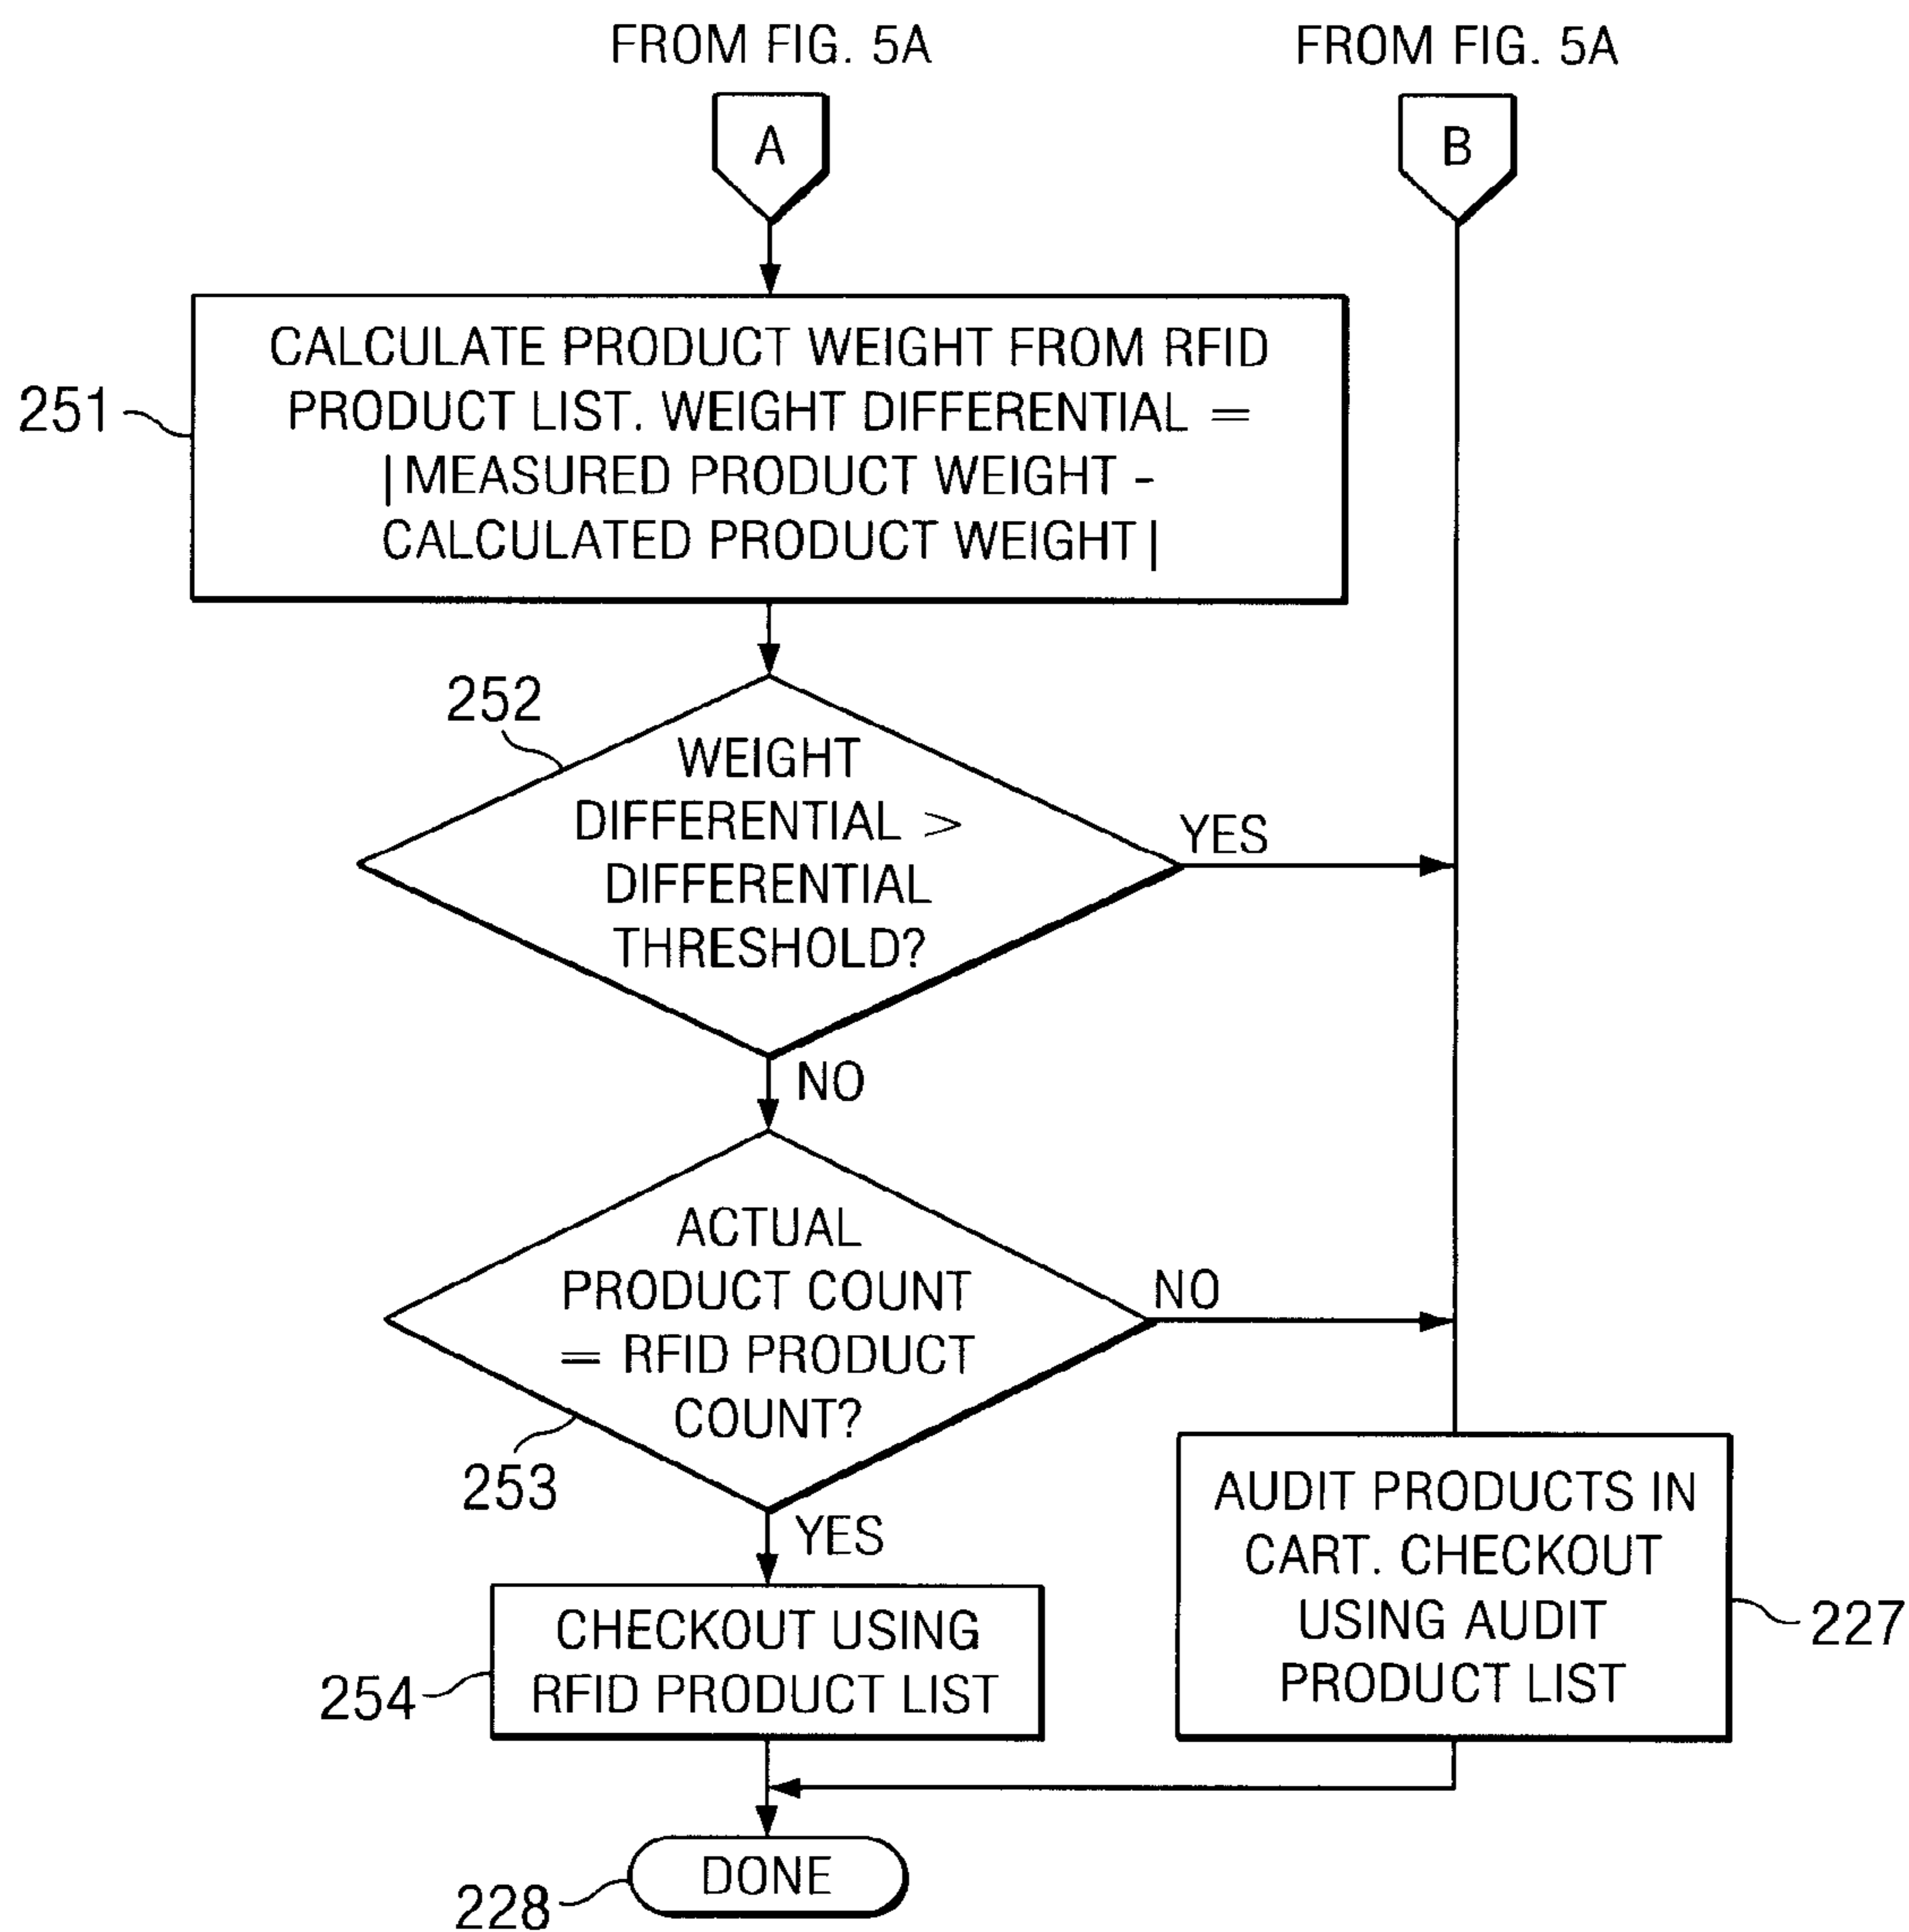 FROM FIG. 5A
FROM FIG. 5A
A
B
251
CALCULATE PRODUCT WEIGHT FROM RFID
PRODUCT LIST. WEIGHT DIFFERENTIAL =
|MEASURED PRODUCT WEIGHT -
CALCULATED PRODUCT WEIGHT|
252
WEIGHT
DIFFERENTIAL >
DIFFERENTIAL
THRESHOLD?
YES
NO
ACTUAL
PRODUCT COUNT
= RFID PRODUCT
COUNT?
NO
253
YES
AUDIT PRODUCTS IN
CART. CHECKOUT
USING AUDIT
PRODUCT LIST
227
CHECKOUT USING
RFID PRODUCT LIST
254
DONE
228